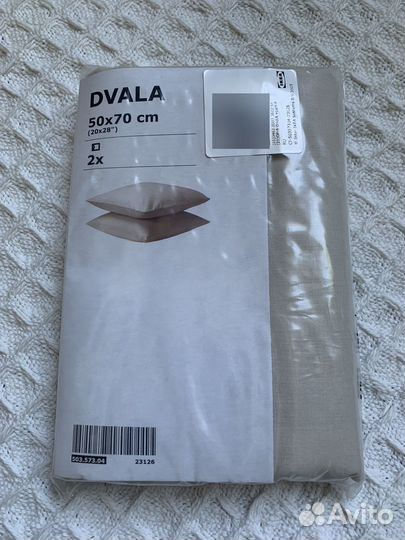 DVALA
50x70 cm
(20x28")
2x
503.573.04
23126
Avito